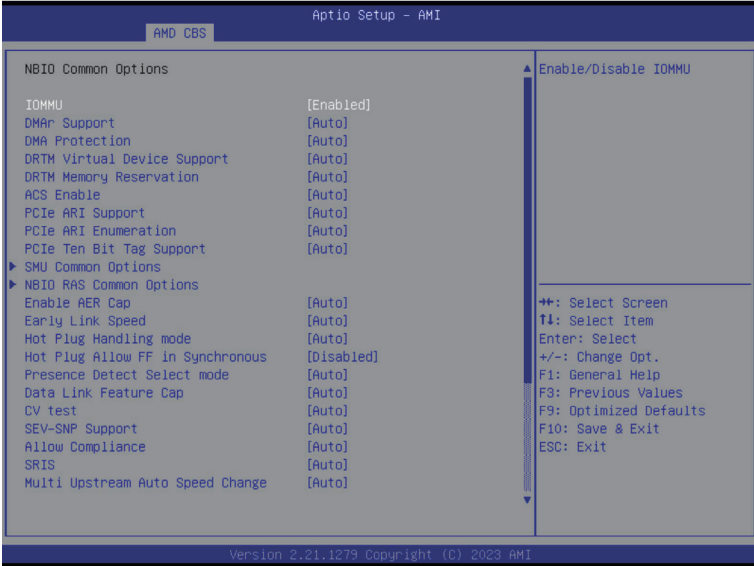 Aptio Setup – AMI
AMD CBS
NBIO Common Options
IOMMU [Enabled]
DMAr Support [Auto]
DMA Protection [Auto]
DRTM Virtual Device Support [Auto]
DRTM Memory Reservation [Auto]
ACS Enable [Auto]
PCIe ARI Support [Auto]
PCIe ARI Enumeration [Auto]
PCIe Ten Bit Tag Support [Auto]
SMU Common Options
NBIO RAS Common Options
Enable AER Cap [Auto]
Early Link Speed [Auto]
Hot Plug Handling mode [Auto]
Hot Plug Allow FF in Synchronous [Disabled]
Presence Detect Select mode [Auto]
Data Link Feature Cap [Auto]
CV test [Auto]
SEV-SNP Support [Auto]
Allow Compliance [Auto]
SRIS [Auto]
Multi Upstream Auto Speed Change [Auto]
Enable/Disable IOMMU
→←: Select Screen
↑↓: Select Item
Enter: Select
+/-: Change Opt.
F1: General Help
F3: Previous Values
F9: Optimized Defaults
F10: Save & Exit
ESC: Exit
Version 2.21.1279 Copyright (C) 2023 AMI